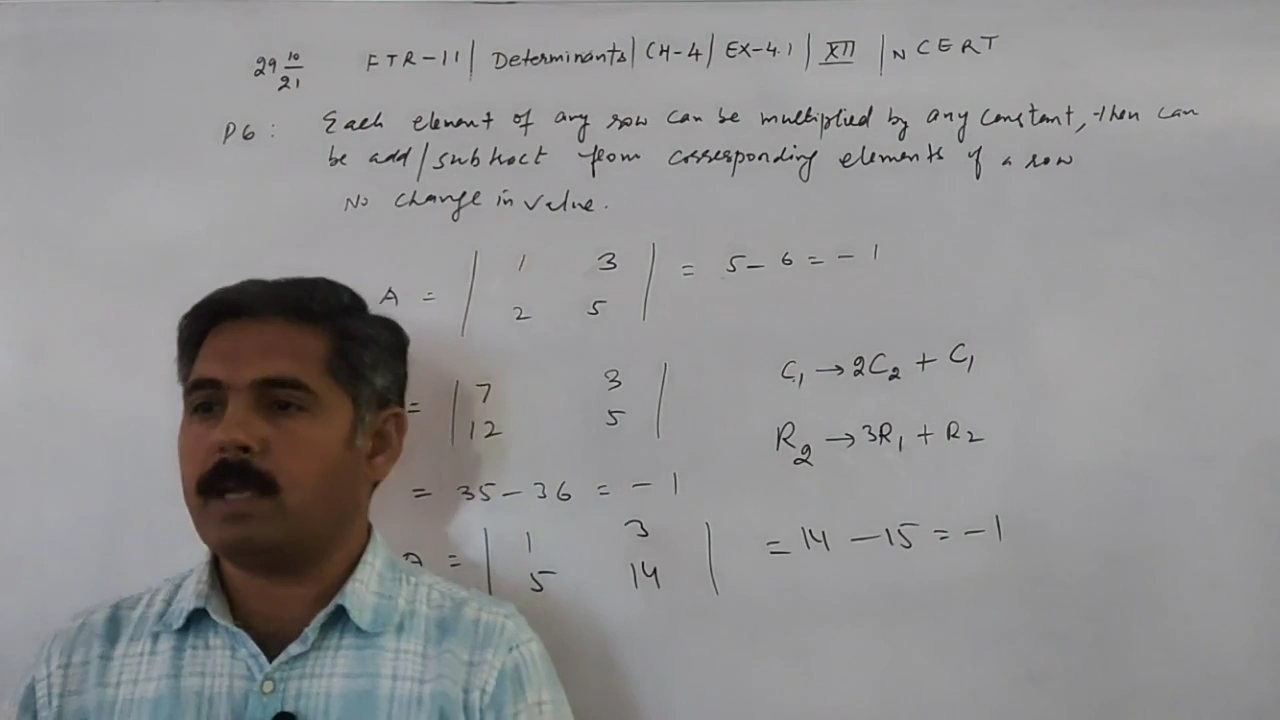 29 10/21 FTR-11 | Determinants | CH-4 | EX-4.1 | XII | NCERT
P6 : Each element of any row can be multiplied by any constant, then can
be add/subtract from corresponding elements of a row
No change in value.
A = | 1 3 | = 5 - 6 = - 1
| 2 5 |
= | 7 3 |
| 12 5 |
C₁ → 2C₂ + C₁
R₂ → 3R₁ + R₂
= 35 - 36 = - 1
A = | 1 3 | = 14 - 15 = - 1
| 5 14 |